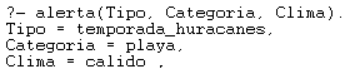 ?- alerta(Tipo, Categoria, Clima).
Tipo = temporada_huracanes,
Categoria = playa,
Clima = calido ,